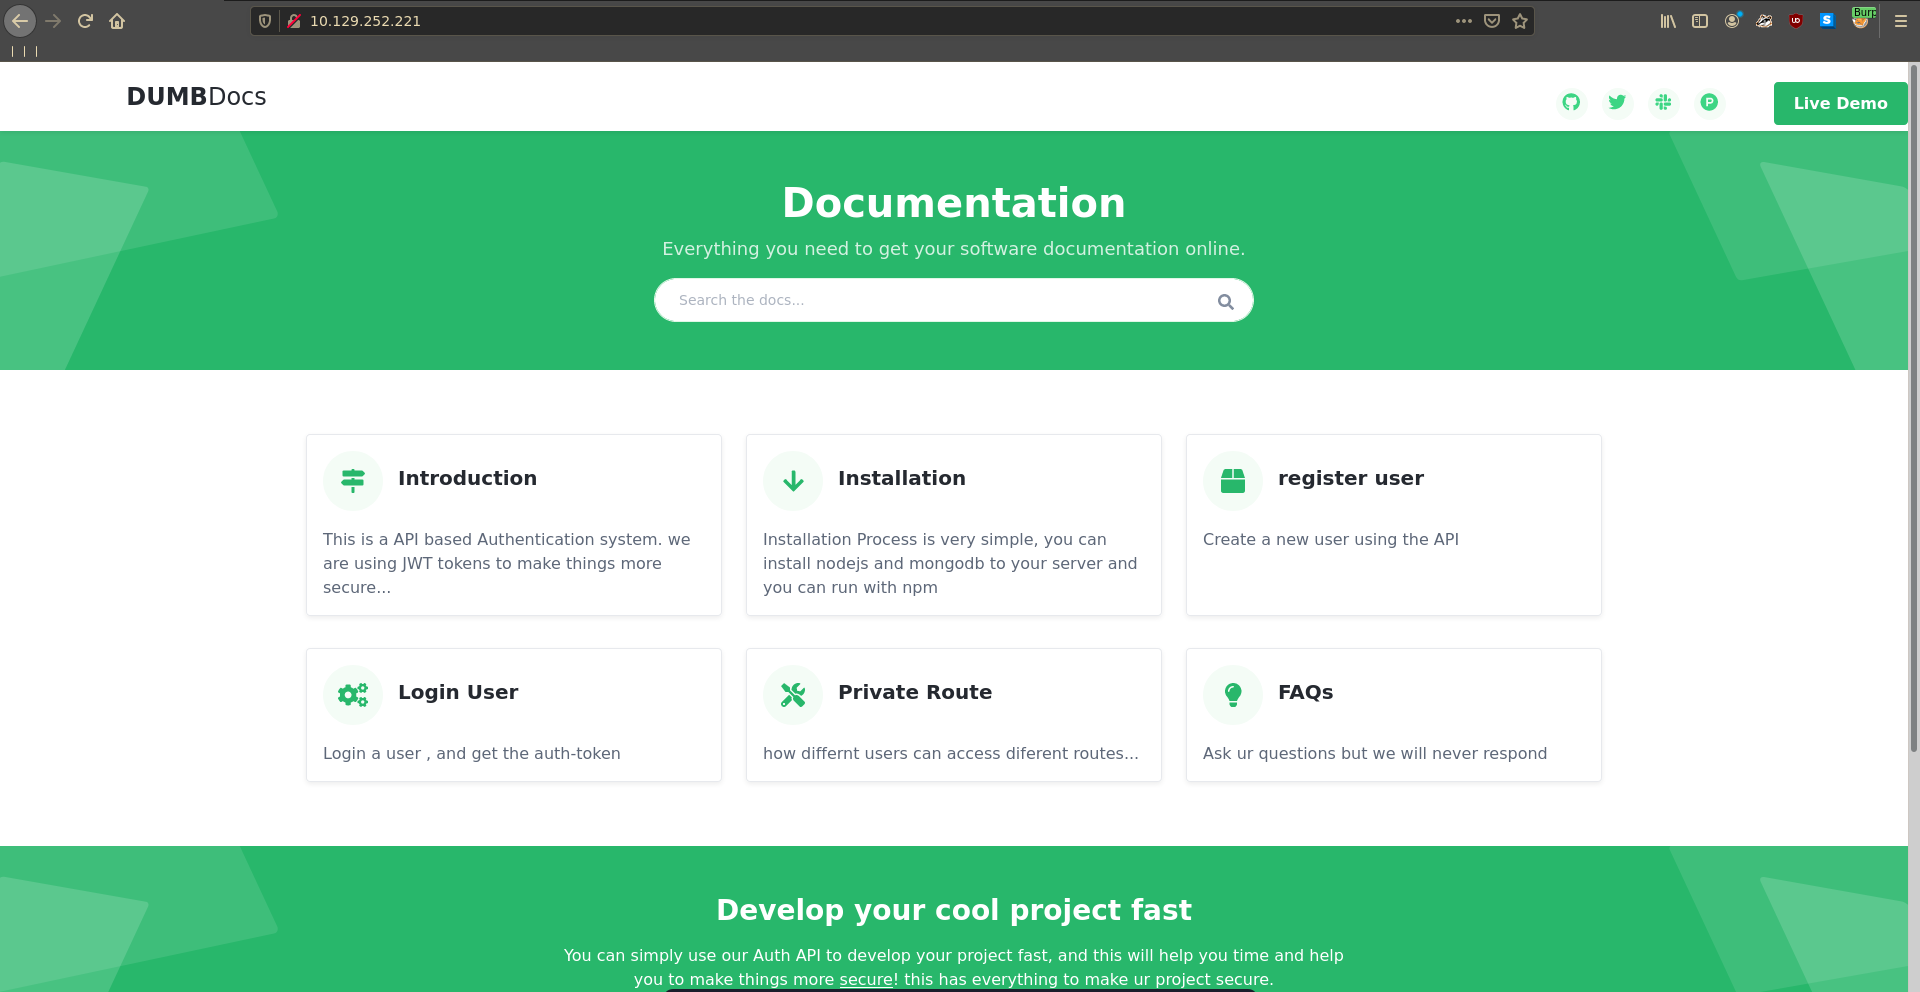 10.129.252.221
Burp
DUMBDocs
Live Demo
Documentation
Everything you need to get your software documentation online.
Search the docs...
Introduction
This is a API based Authentication system. we
are using JWT tokens to make things more
secure...
Installation
Installation Process is very simple, you can
install nodejs and mongodb to your server and
you can run with npm
register user
Create a new user using the API
Login User
Login a user , and get the auth-token
Private Route
how differnt users can access diferent routes...
FAQs
Ask ur questions but we will never respond
Develop your cool project fast
You can simply use our Auth API to develop your project fast, and this will help you time and help
you to make things more secure! this has everything to make ur project secure.